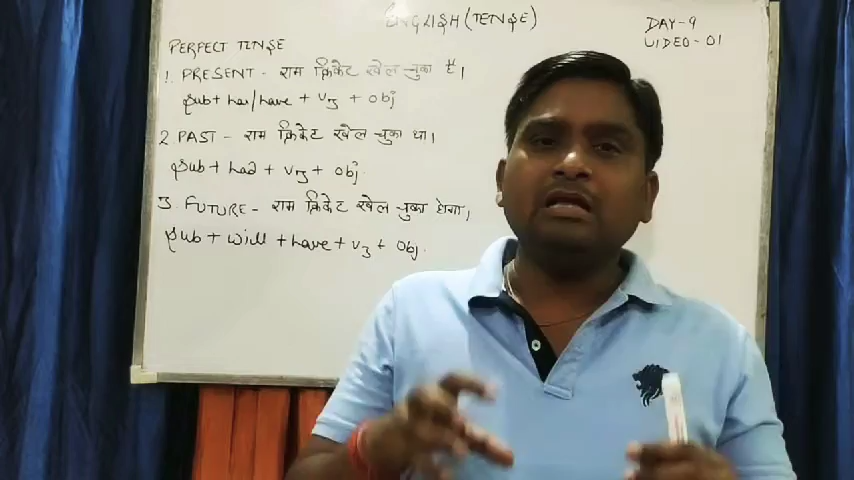 ENGLISH (TENSE)
DAY-9
VIDEO-01
PERFECT TENSE
1. PRESENT - राम क्रिकेट खेल चुका है।
Sub + has/have + V3 + Obj
2 PAST - राम क्रिकेट खेल चुका था।
Sub + had + V3 + Obj.
3. FUTURE - राम क्रिकेट खेल चुका होगा।
Sub + will + have + V3 + Obj.